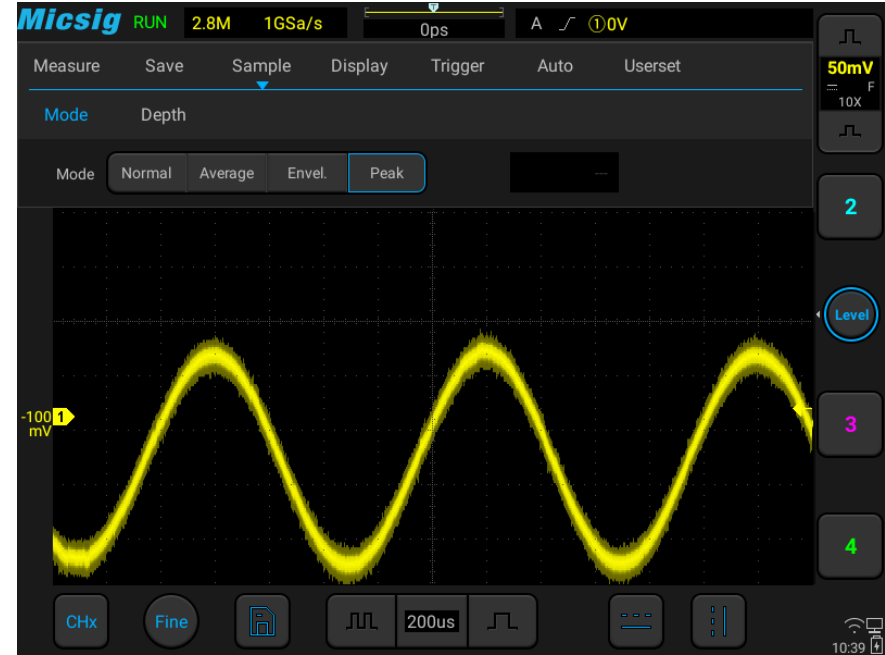 Micsig RUN 2.8M 1GSa/s T 0ps A ①0V
Measure Save Sample Display Trigger Auto Userset
50mV
F
10X
Mode Depth
Mode Normal Average Envel. Peak ---
2
Level
-100 1
mV
3
4
CHx Fine 200us
10:39